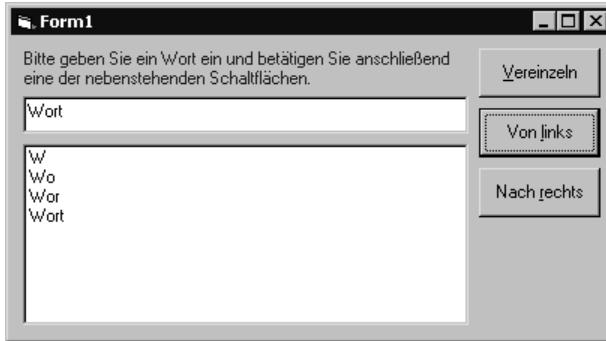 Form1
Bitte geben Sie ein Wort ein und betätigen Sie anschließend
eine der nebenstehenden Schaltflächen.
Wort
W
Wo
Wor
Wort
Vereinzeln
Von links
Nach rechts